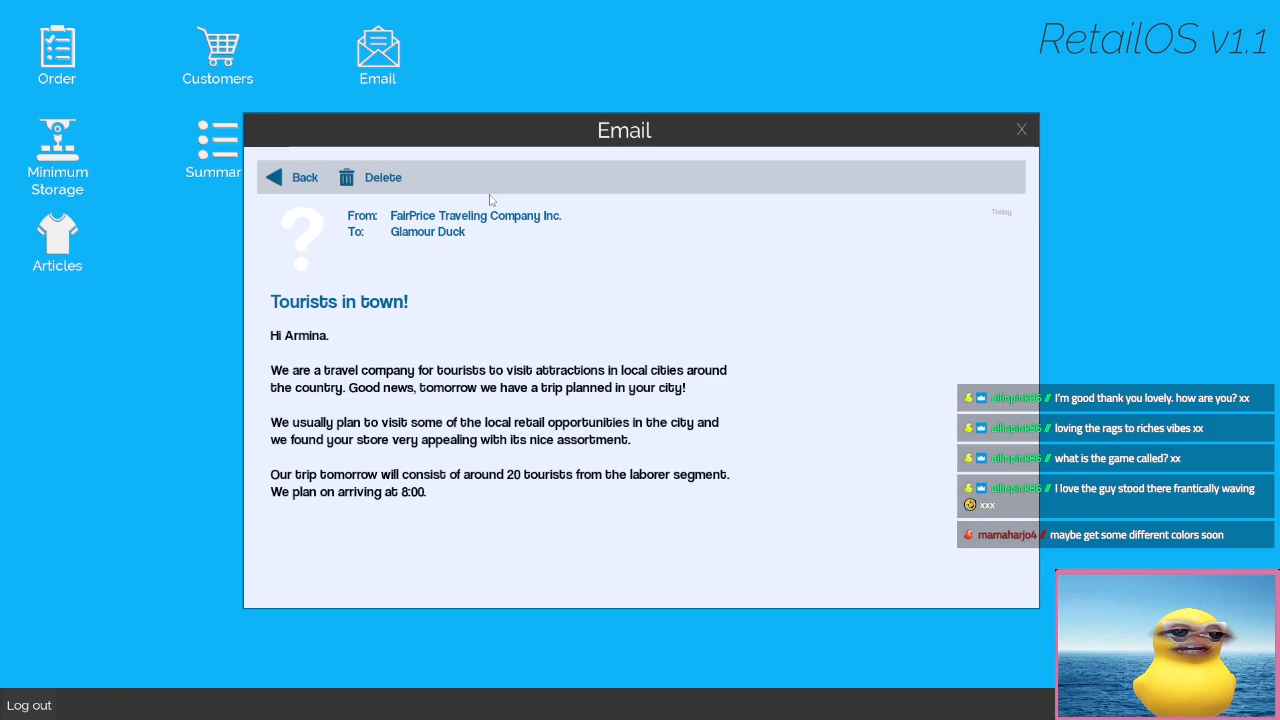 Order
Customers
Email
RetailOS v1.1
Minimum
Storage
Summar
Articles
Email
X
Back
Delete
From: FairPrice Traveling Company Inc.
To: Glamour Duck
Today
Tourists in town!
Hi Armina.
We are a travel company for tourists to visit attractions in local cities around
the country. Good news, tomorrow we have a trip planned in your city!
We usually plan to visit some of the local retail opportunities in the city and
we found your store very appealing with its nice assortment.
Our trip tomorrow will consist of around 20 tourists from the laborer segment.
We plan on arriving at 8:00.
// I'm good thank you lovely. how are you? xx
// loving the rags to riches vibes xx
// what is the game called? xx
// I love the guy stood there frantically waving
xxx
mamaharjo4 // maybe get some different colors soon
Log out